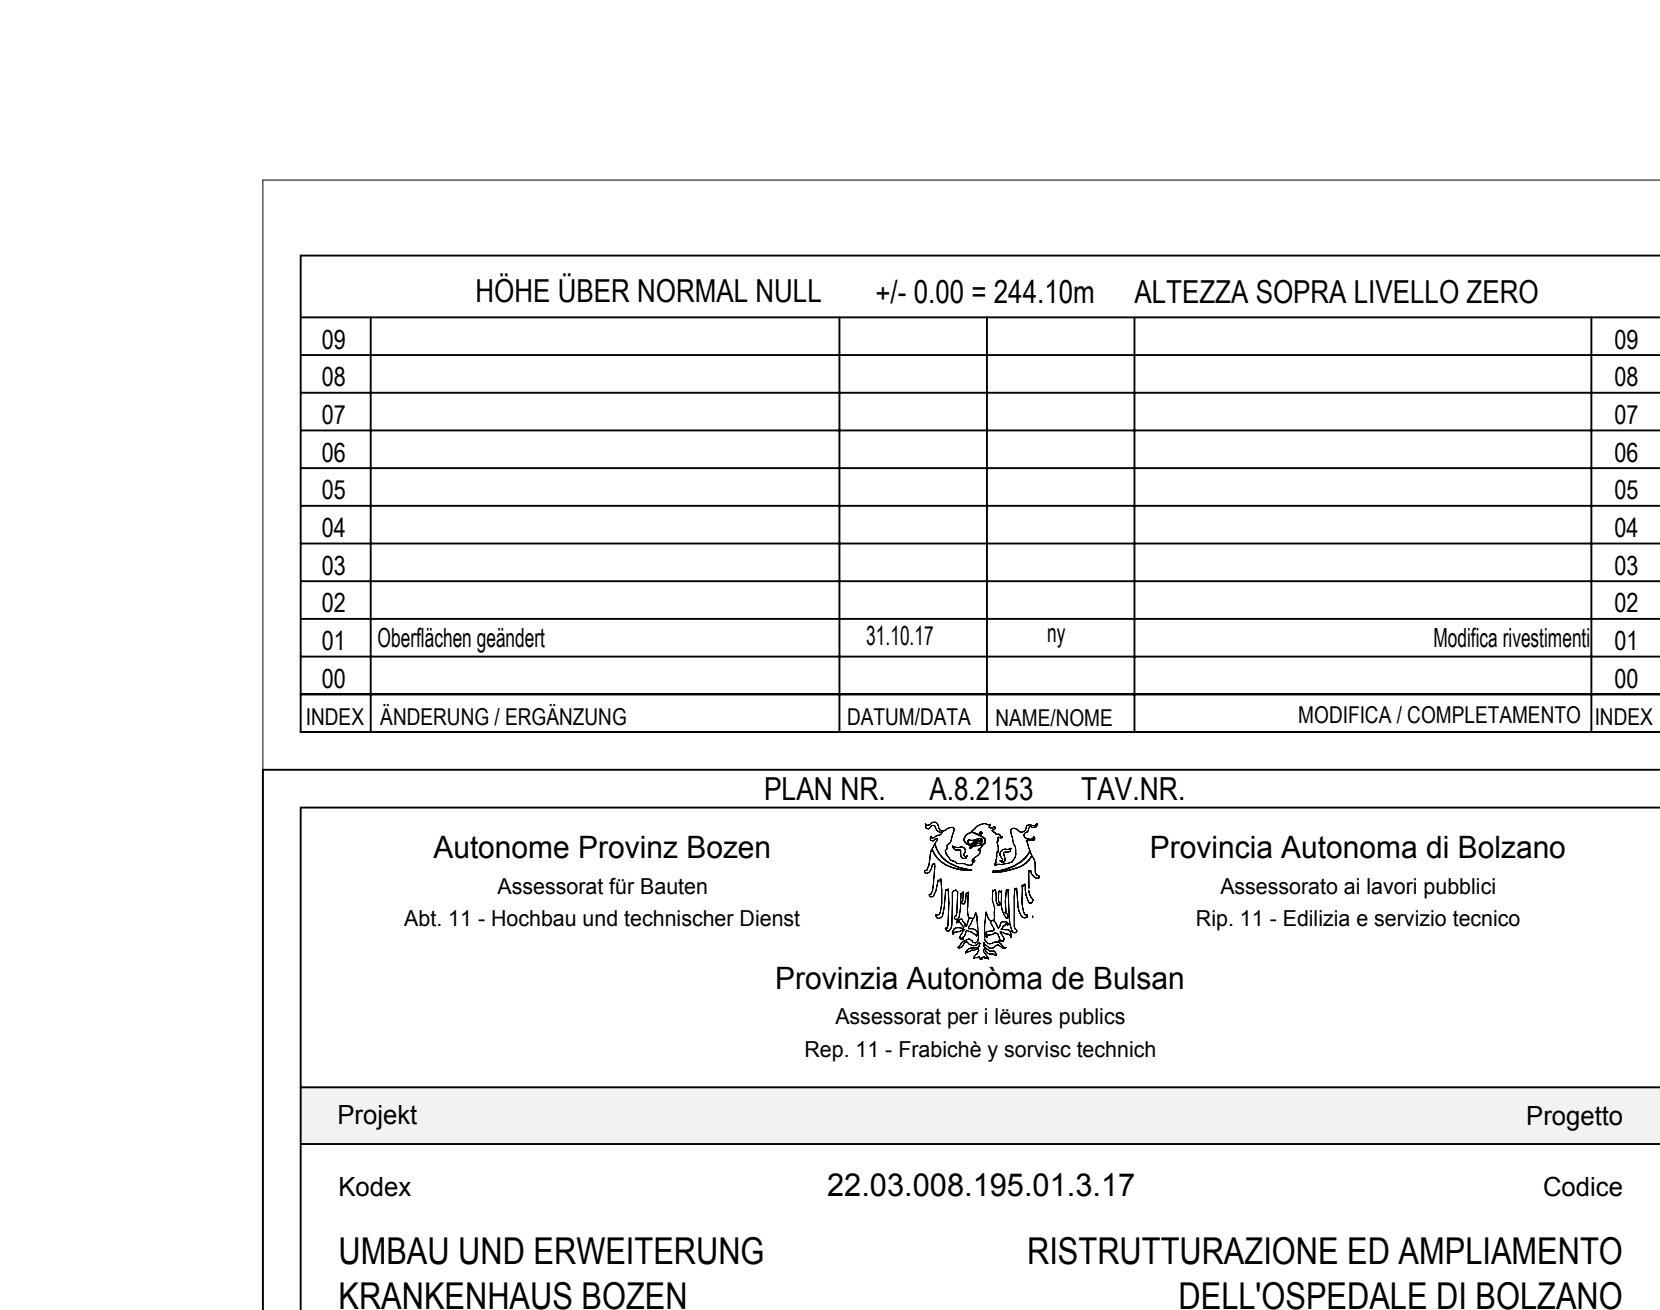 HÖHE ÜBER NORMAL NULL +/- 0.00 = 244.10m ALTEZZA SOPRA LIVELLO ZERO
09 09
08 08
07 07
06 06
05 05
04 04
03 03
02 02
01 Oberflächen geändert 31.10.17 ny Modifica rivestimenti 01
00 00
INDEX ÄNDERUNG / ERGÄNZUNG DATUM/DATA NAME/NOME MODIFICA / COMPLETAMENTO INDEX
PLAN NR. A.8.2153 TAV.NR.
Autonome Provinz Bozen
Assessorat für Bauten
Abt. 11 - Hochbau und technischer Dienst
Provincia Autonoma di Bolzano
Assessorato ai lavori pubblici
Rip. 11 - Edilizia e servizio tecnico
Provinzia Autonòma de Bulsan
Assessorat per i lëures publics
Rep. 11 - Frabichè y sorvisc technich
Projekt Progetto
Kodex 22.03.008.195.01.3.17 Codice
UMBAU UND ERWEITERUNG
KRANKENHAUS BOZEN
RISTRUTTURAZIONE ED AMPLIAMENTO
DELL'OSPEDALE DI BOLZANO